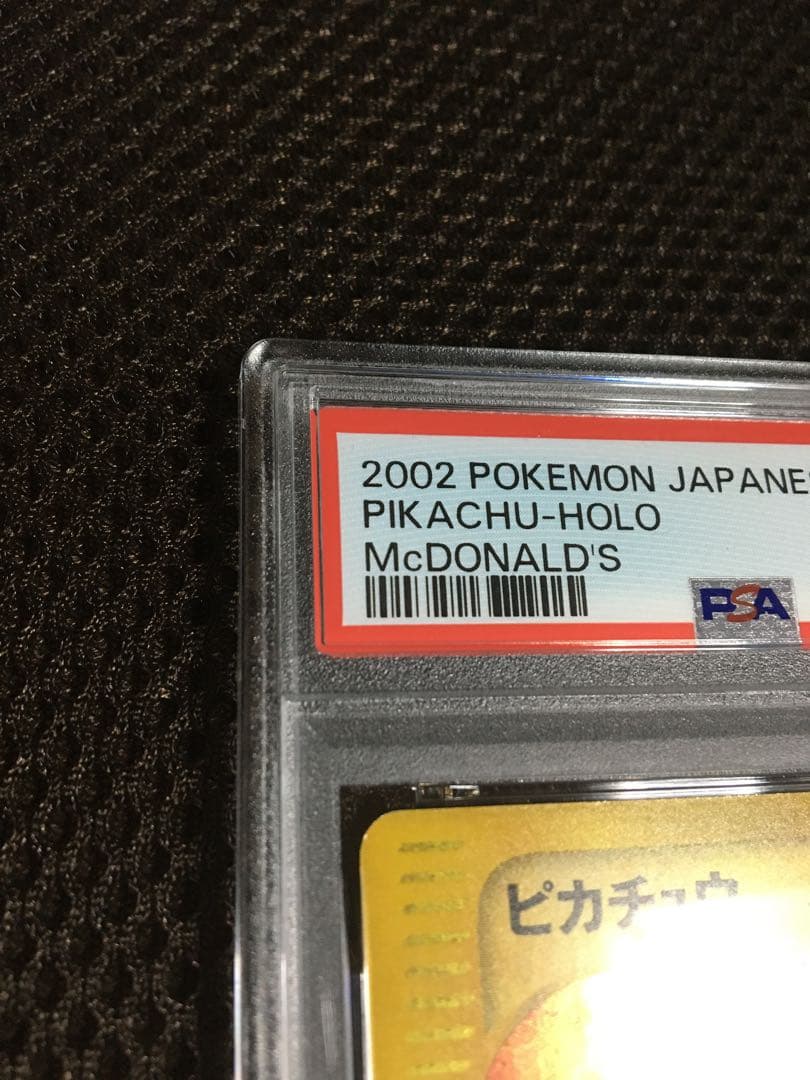 2002 POKEMON JAPANE
PIKACHU-HOLO
McDONALD'S
PSA
ピカチュウ